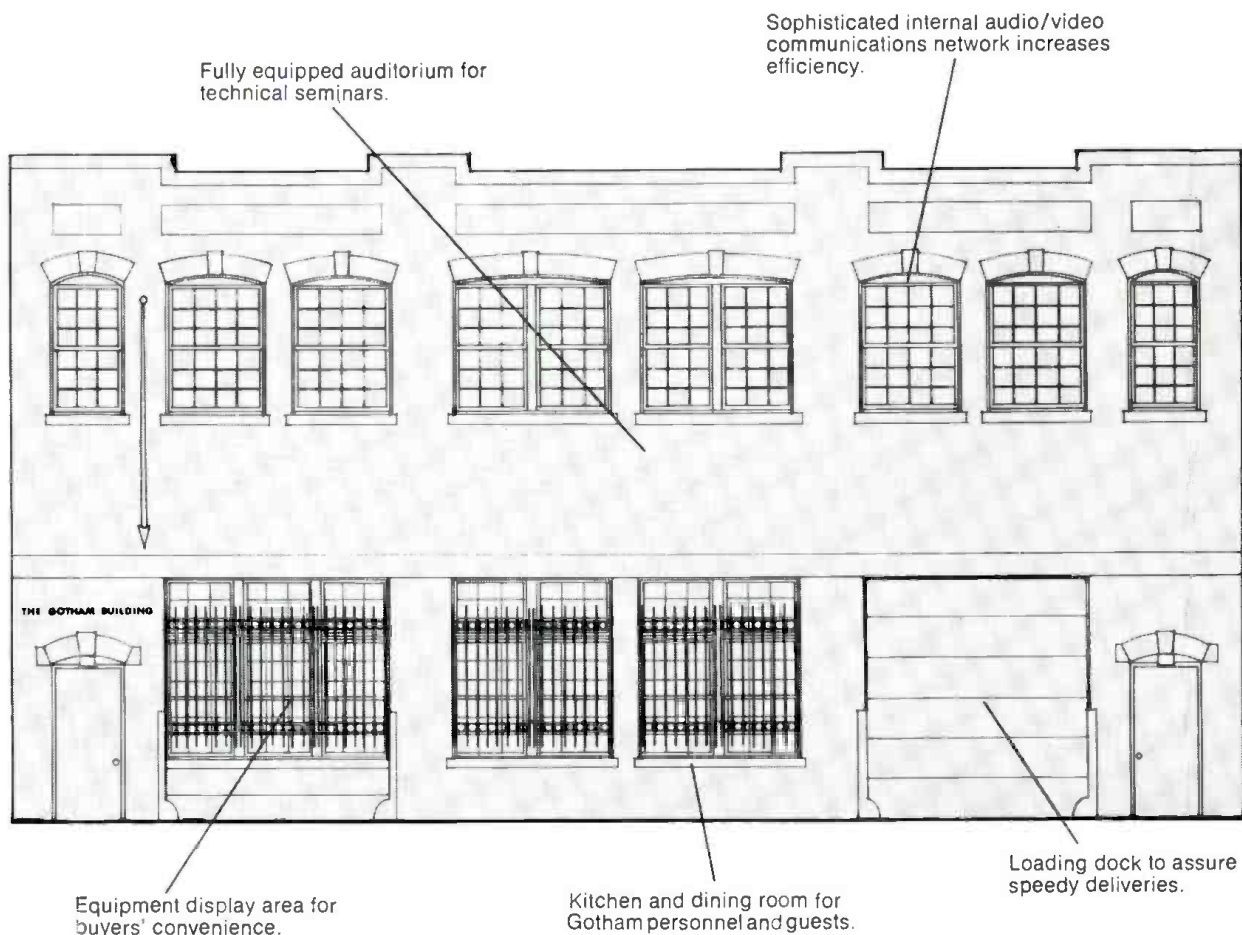 Sophisticated internal audio/video
communications network increases
efficiency.
Fully equipped auditorium for
technical seminars.
THE GOTHAM BUILDING
Equipment display area for
buyers' convenience.
Kitchen and dining room for
Gotham personnel and guests.
Loading dock to assure
speedy deliveries.